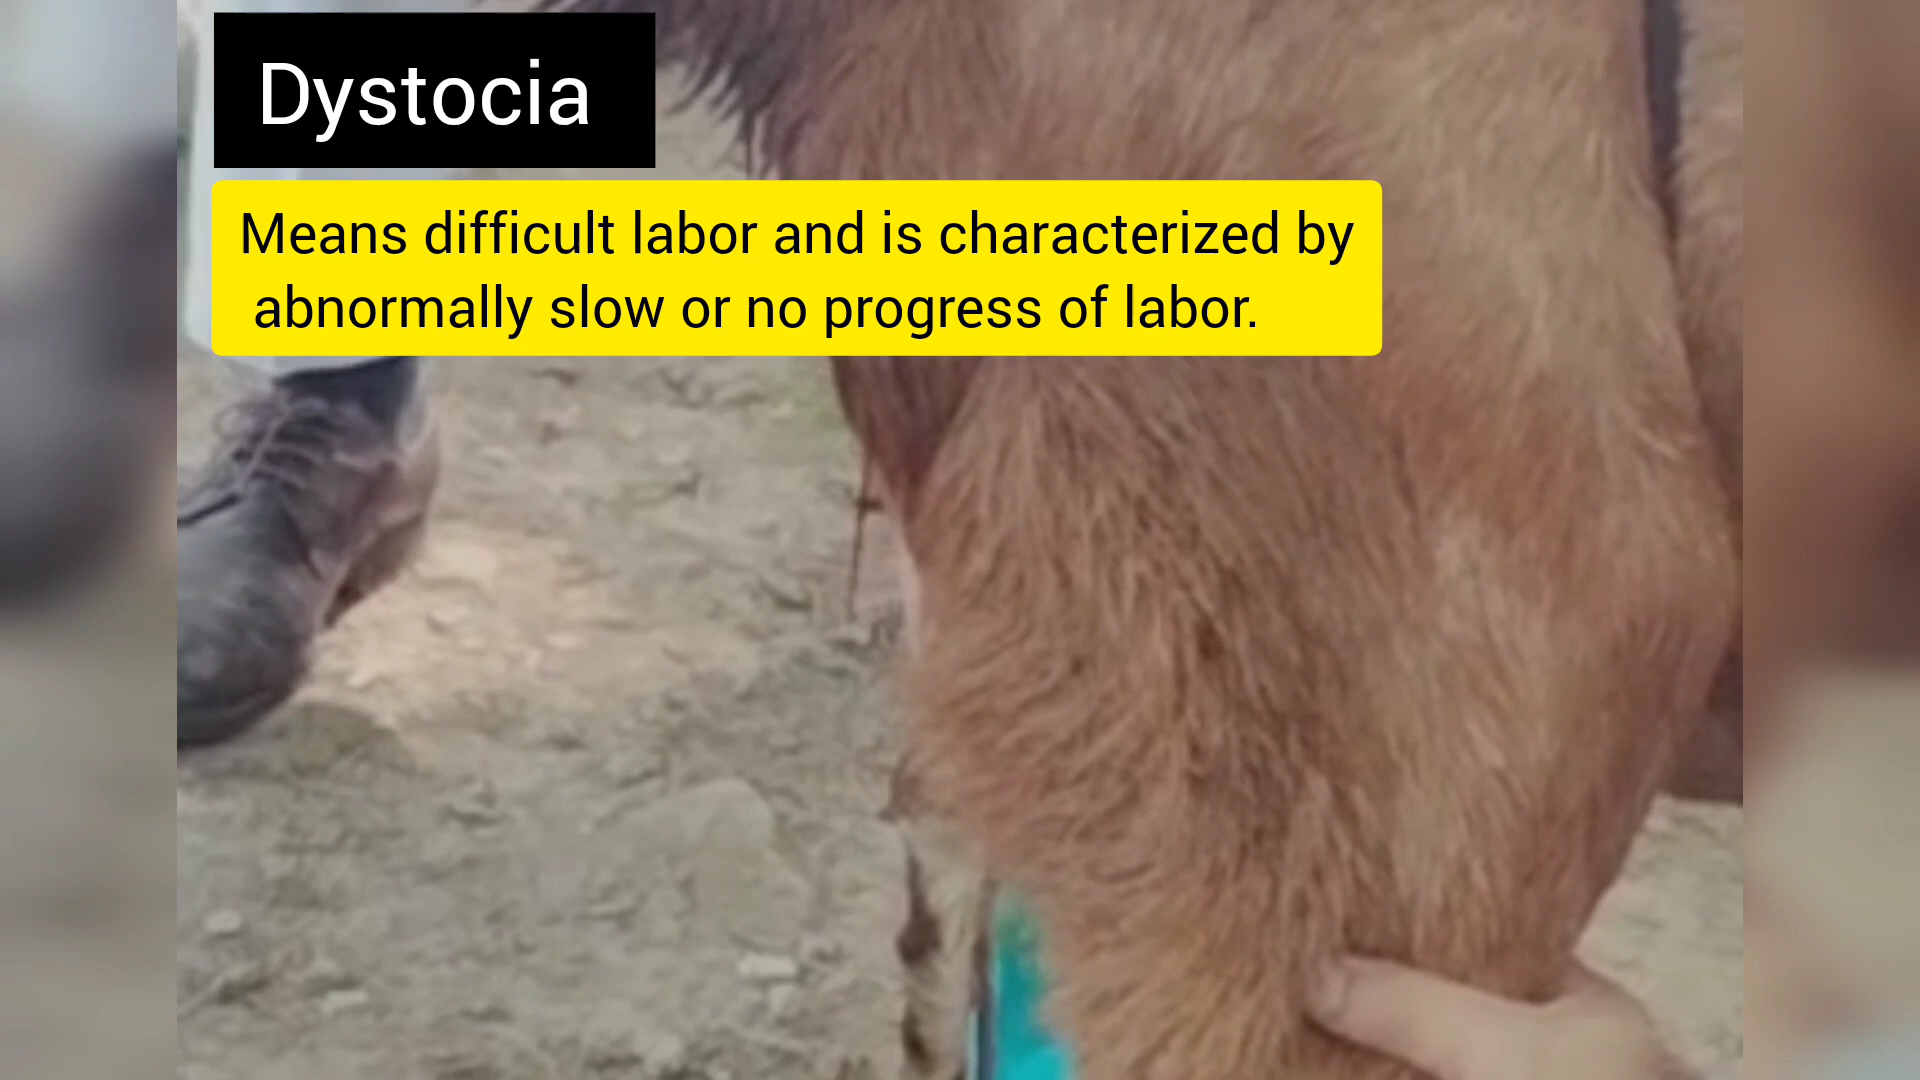 Dystocia
Means difficult labor and is characterized by
abnormally slow or no progress of labor.